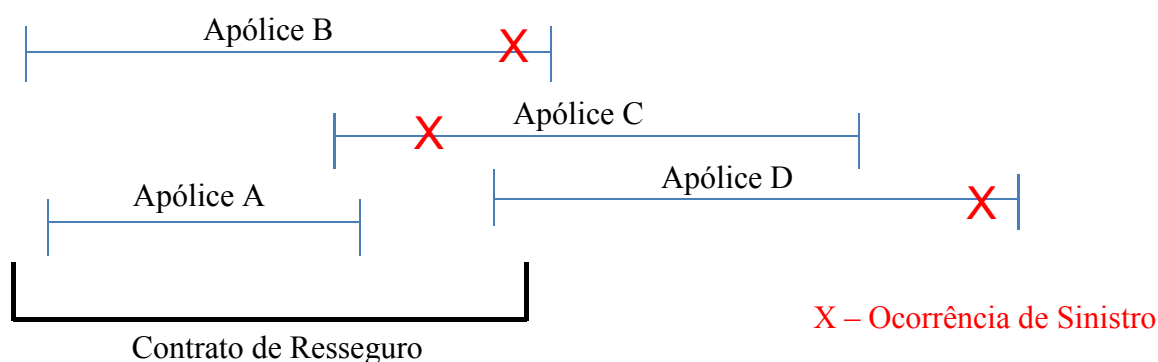 Apólice B
X
Apólice C
X
Apólice D
X
Apólice A
X – Ocorrência de Sinistro
Contrato de Resseguro